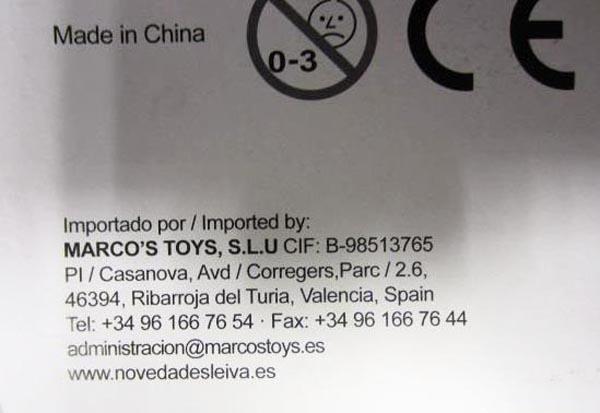 Made in China
0-3
CE
Importado por / Imported by:
MARCO'S TOYS, S.L.U CIF: B-98513765
PI / Casanova, Avd / Corregers,Parc / 2.6,
46394, Ribarroja del Turia, Valencia, Spain
Tel: +34 96 166 76 54 · Fax: +34 96 166 76 44
administracion@marcostoys.es
www.novedadesleiva.es